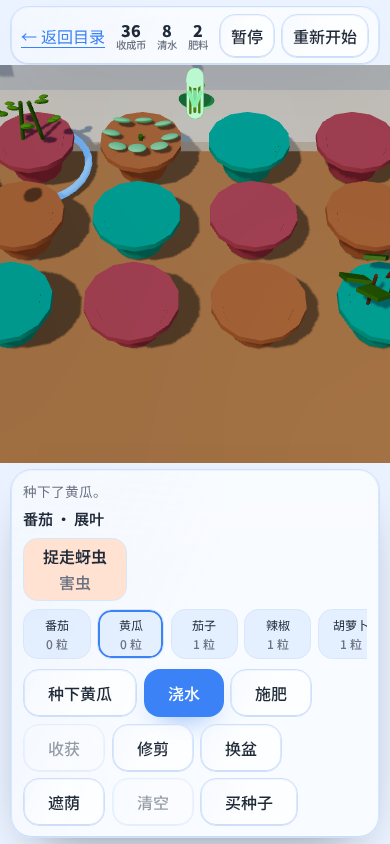 ← 返回目录
36 收成币
8 清水
2 肥料
暂停
重新开始
种下了黄瓜。
番茄 · 展叶
捉走蚜虫
害虫
番茄 黄瓜 茄子 辣椒 胡萝卜
0 粒 0 粒 1 粒 1 粒 1 粒
种下黄瓜 浇水 施肥
收获 修剪 换盆
遮荫 清空 买种子